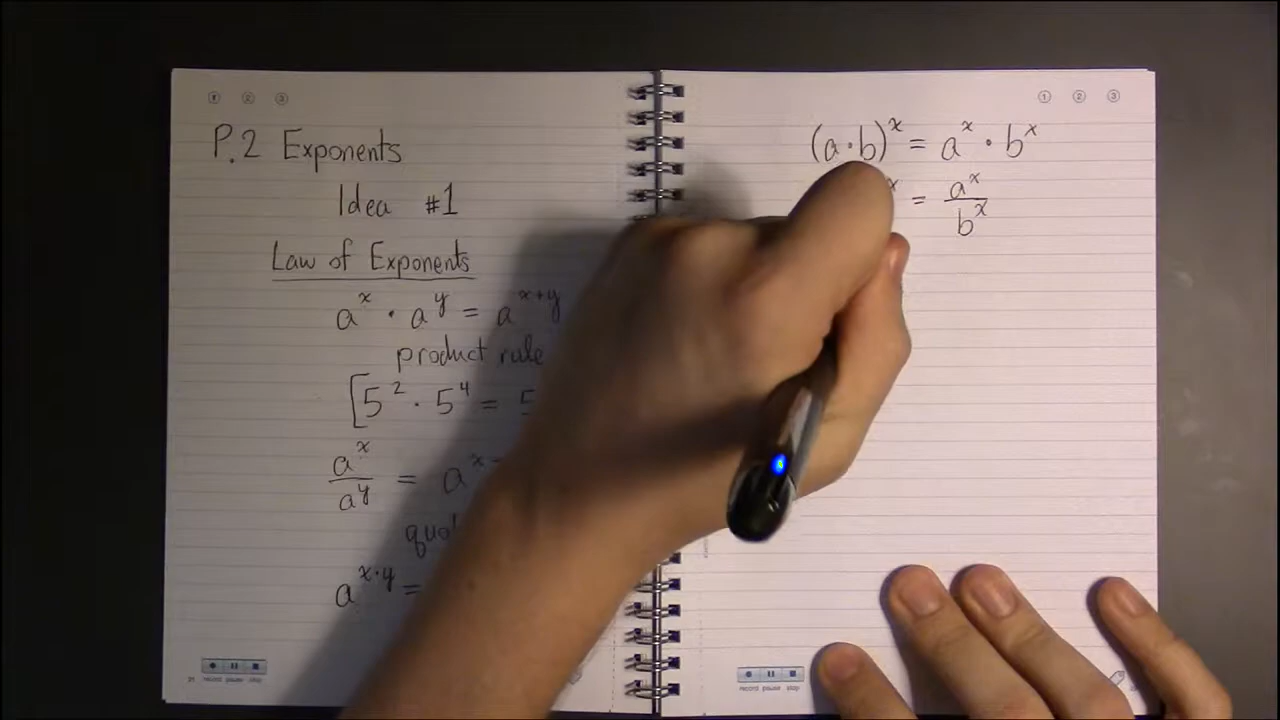 P.2 Exponents
Idea #1
Law of Exponents
a^x · a^y = a^{x+y}
product rule
[5^2 · 5^4 = 5
a^x / a^y = a^x
a^{x·y} =
record pause stop
(a·b)^x = a^x · b^x
x = a^x / b^x
record pause stop